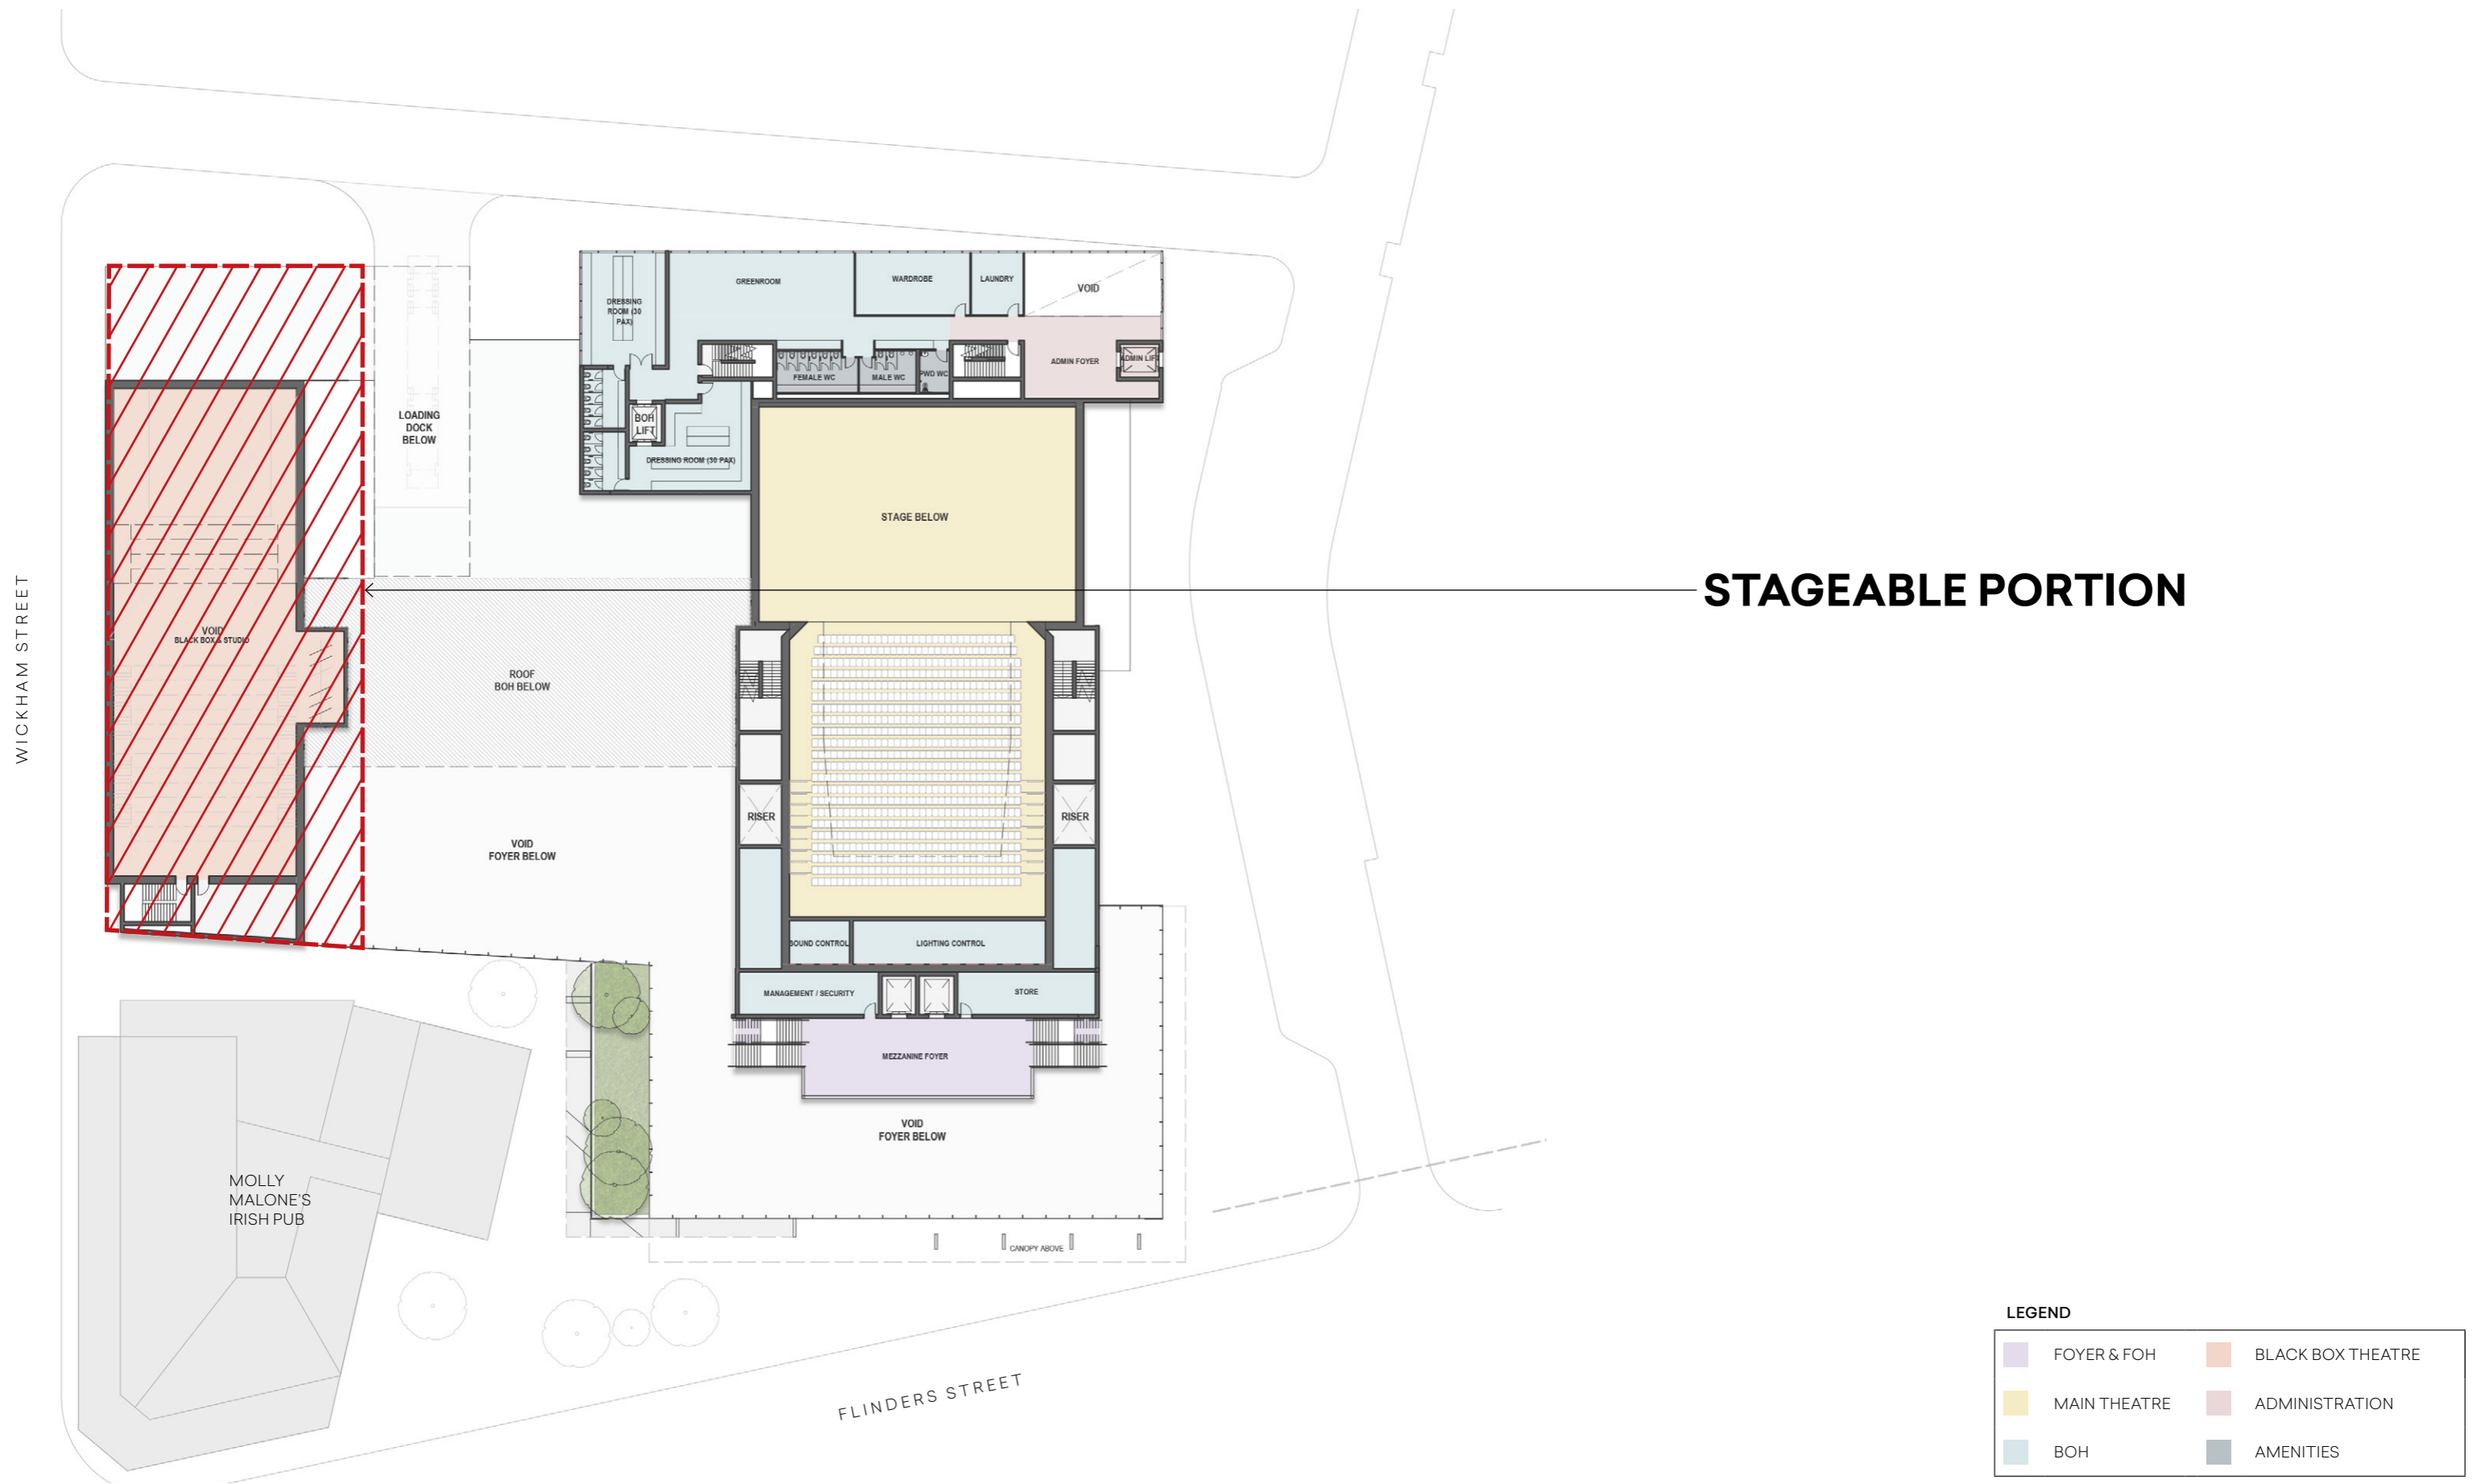 GREENROOM
WARDROBE
LAUNDRY
VOID
DRESSING
ROOM (30
PAX)
ADMIN FOYER
ADMIN LIFT
FEMALE WC
MALE WC
PWD WC
LOADING
DOCK
BELOW
BOH
LIFT
DRESSING ROOM (30 PAX)
STAGE BELOW
STAGEABLE PORTION
WICKHAM STREET
VOID
BLACK BOX & STUDIO
ROOF
BOH BELOW
RISER
RISER
VOID
FOYER BELOW
SOUND CONTROL
LIGHTING CONTROL
MANAGEMENT / SECURITY
STORE
MEZZANINE FOYER
VOID
FOYER BELOW
MOLLY
MALONE'S
IRISH PUB
CANOPY ABOVE
FLINDERS STREET
LEGEND
FOYER & FOH
BLACK BOX THEATRE
MAIN THEATRE
ADMINISTRATION
BOH
AMENITIES